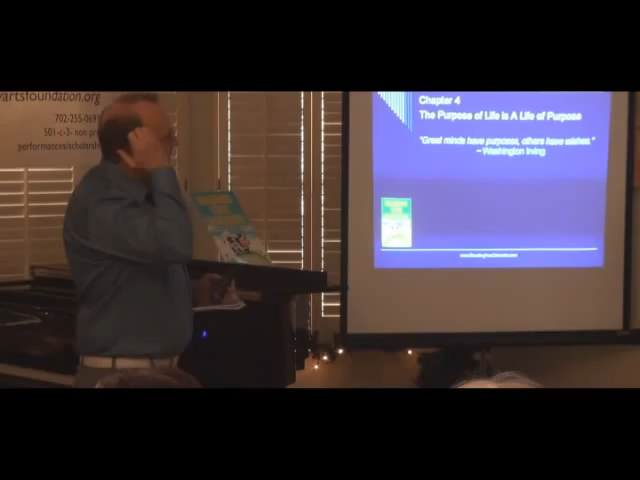 artsfoundation.org
702-255-069
501-c-3- non pr
performances/schola
Chapter 4
The Purpose of Life is A Life of Purpose
"Great minds have purposes, others have wishes."
~ Washington Irving